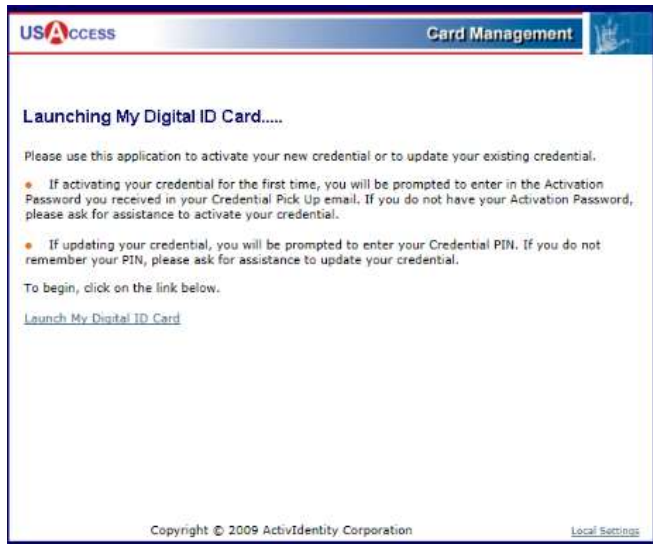 USAccess
Card Management
Launching My Digital ID Card.....
Please use this application to activate your new credential or to update your existing credential.
• If activating your credential for the first time, you will be prompted to enter in the Activation
Password you received in your Credential Pick Up email. If you do not have your Activation Password,
please ask for assistance to activate your credential.
• If updating your credential, you will be prompted to enter your Credential PIN. If you do not
remember your PIN, please ask for assistance to update your credential.
To begin, click on the link below.
Launch My Digital ID Card
Copyright © 2009 ActivIdentity Corporation
Local Settings